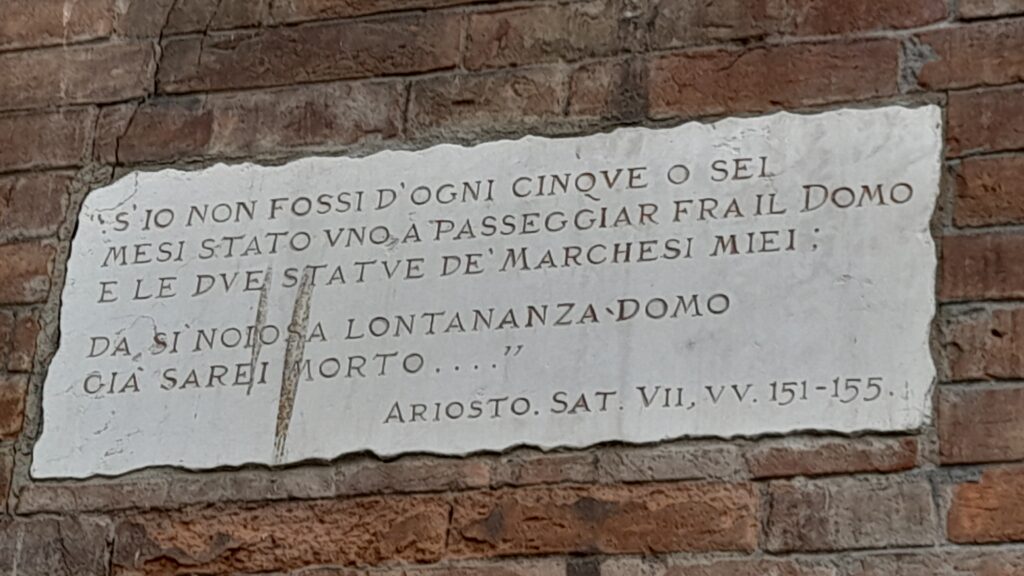 "S'IO NON FOSSI D'OGNI CINQVE O SEI
MESI STATO VNO, A PASSEGGIAR FRA IL DOMO
E LE DVE STATVE DE' MARCHESI MIEI;
DA SÌ NOIOSA LONTANANZA DOMO
GIÀ SAREI MORTO...."
ARIOSTO. SAT. VII, VV. 151-155.